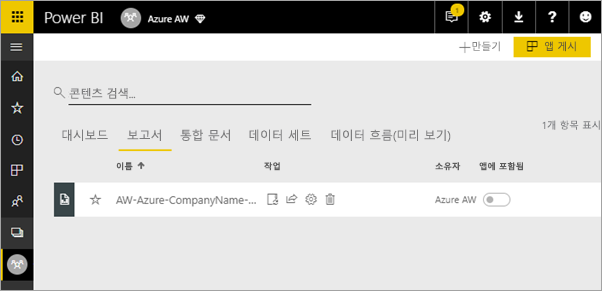 Power BI Azure AW 1
+만들기 앱 게시
콘텐츠 검색...
1개 항목 표시
대시보드 보고서 통합 문서 데이터 세트 데이터 흐름(미리 보기)
이름 ↑ 작업 소유자 앱에 포함됨
AW-Azure-CompanyName-... Azure AW